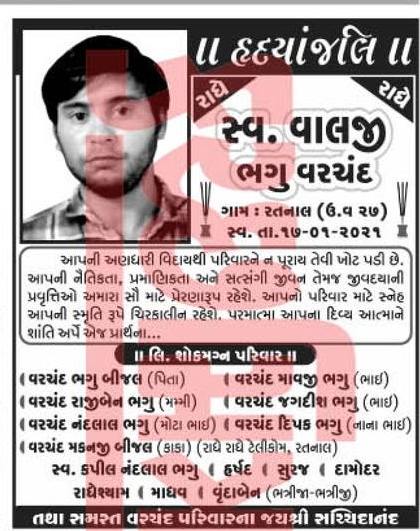 ॥ હૃદયાંજલિ ॥
રાધે
રાધે
સ્વ. વાલજી
ભગુ વરચંદ
ગામ : રતનાલ (ઉ.વ ૨૭)
સ્વ. તા.૧૭-૦૧-૨૦૨૧
આપની અણધારી વિદાયથી પરિવારને ન પૂરાય તેવી ખોટ પડી છે.
આપની નૈતિકતા, પ્રમાણિકતા અને સત્સંગી જીવન તેમજ જીવદયાની
પ્રવૃત્તિઓ અમારા સૌ માટે પ્રેરણારૂપ રહેશે. આપનો પરિવાર માટે સ્નેહ
આપની સ્મૃતિ રૂપે ચિરકાલીન રહેશે. પરમાત્મા આપના દિવ્ય આત્માને
શાંતિ અર્પે એજ પ્રાર્થના...
॥ લિ. શોકમગ્ન પરિવાર ॥
વરચંદ ભગુ બીજલ (પિતા) વરચંદ માવજી ભગુ (ભાઈ)
વરચંદ રાજીબેન ભગુ (મમ્મી) વરચંદ જગદીશ ભગુ (ભાઈ)
વરચંદ નંદલાલ ભગુ (મોટા ભાઈ) વરચંદ દિપક ભગુ (નાના ભાઈ)
વરચંદ મકનજી બીજલ (કાકા) (રાધે રાધે ટેલીકોમ, રતનાલ)
સ્વ. કપીલ નંદલાલ ભગુ હર્ષદ સુરજ દામોદર
રાધેશ્યામ માધવ વૃંદાબેન (ભત્રીજા-ભત્રીજી)
તથા સમસ્ત વરચંદ પરિવારના જયશ્રી સચ્ચિદાનંદ